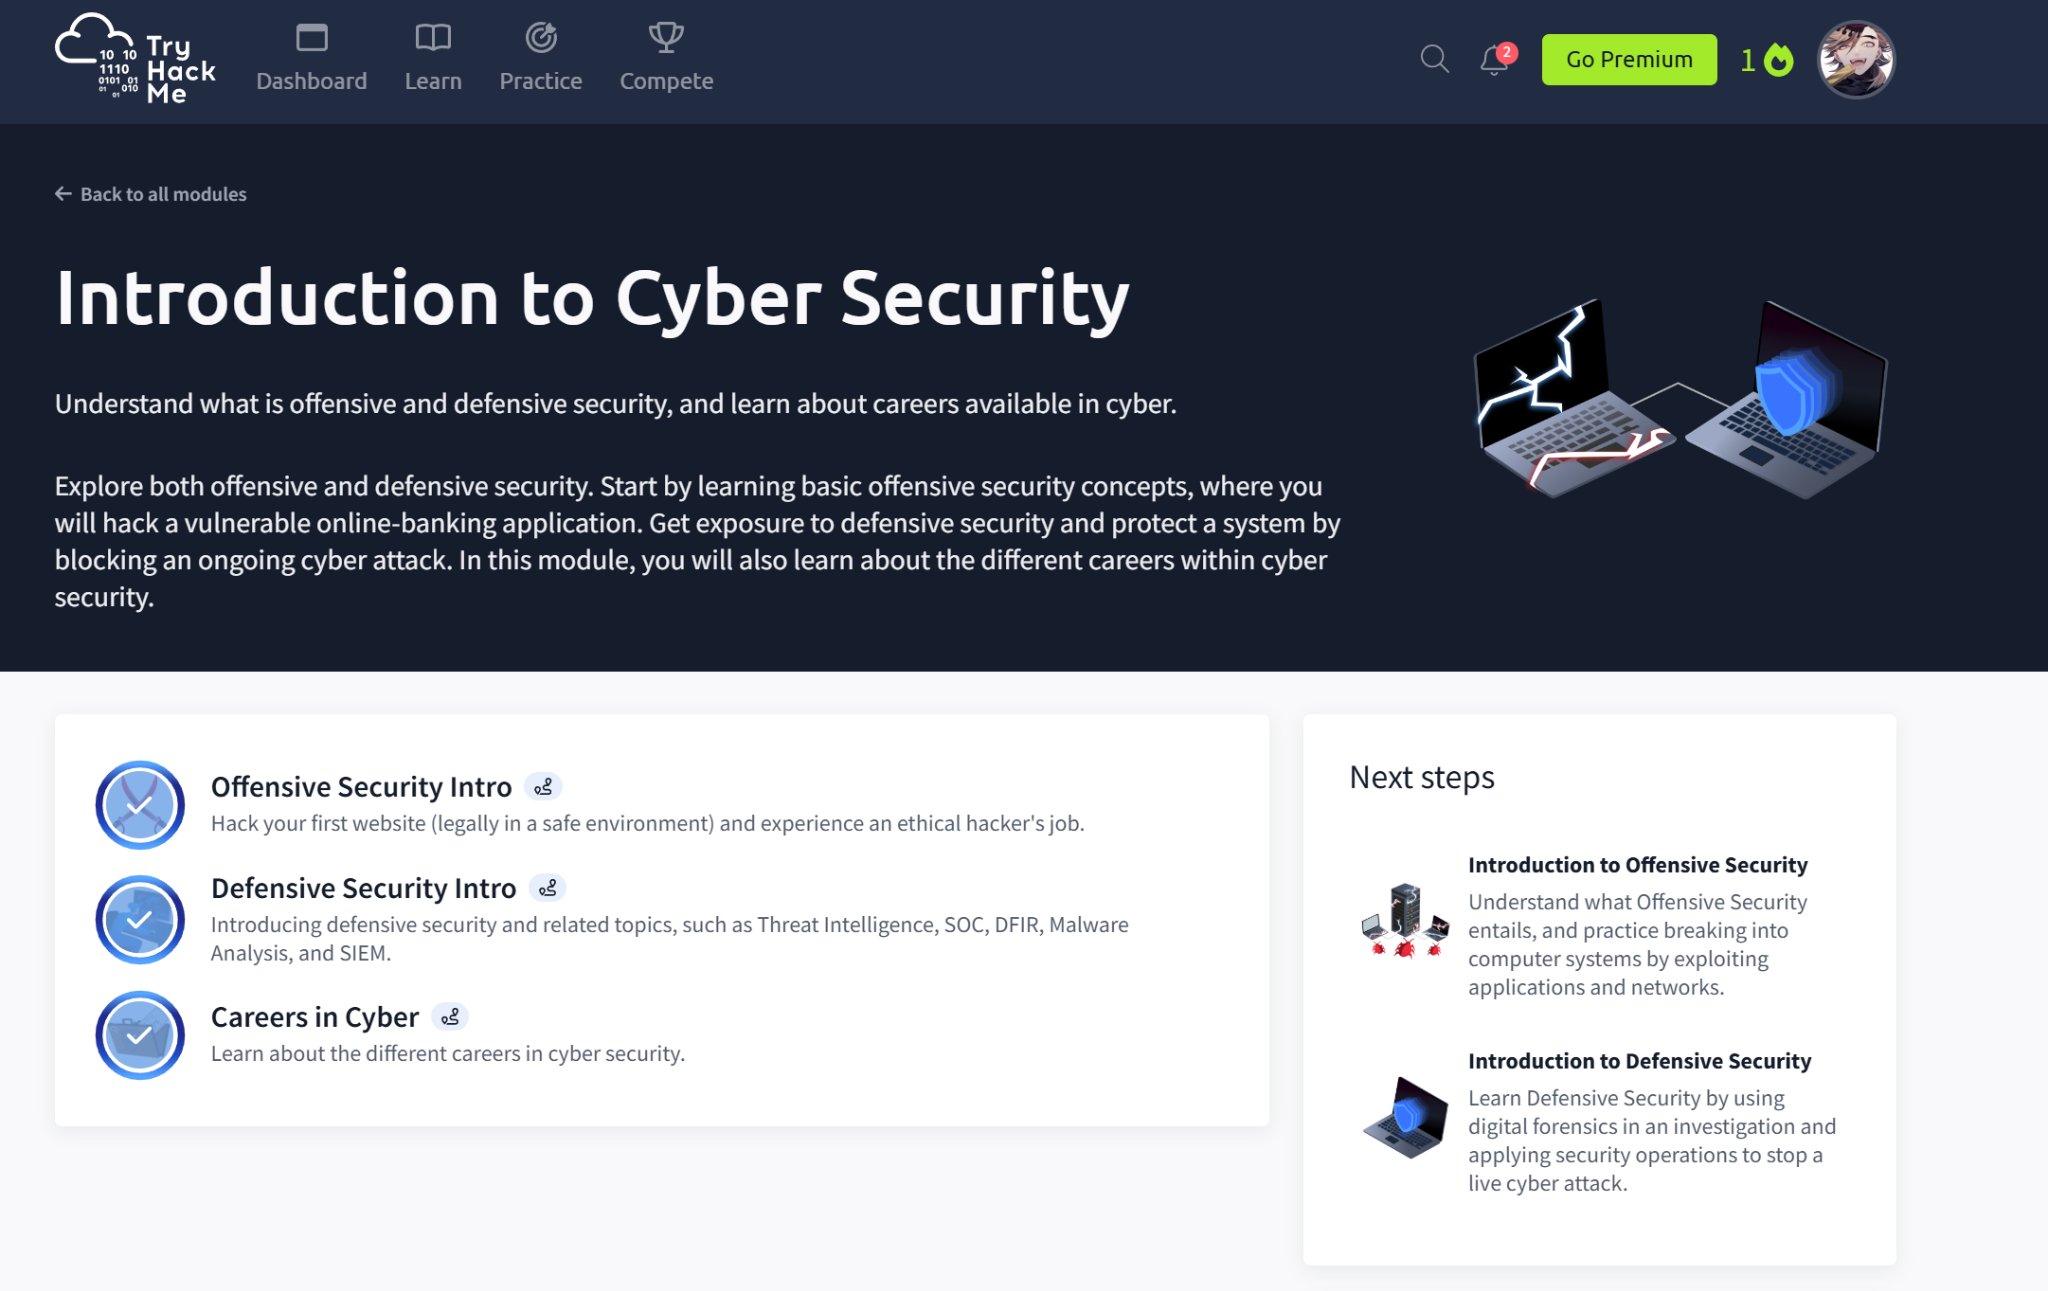 10 10
1110
0101 01
01 010
01
Try
Hack
Me
Dashboard
Learn
Practice
Compete
2
Go Premium
1
Back to all modules
Introduction to Cyber Security
Understand what is offensive and defensive security, and learn about careers available in cyber.
Explore both offensive and defensive security. Start by learning basic offensive security concepts, where you
will hack a vulnerable online-banking application. Get exposure to defensive security and protect a system by
blocking an ongoing cyber attack. In this module, you will also learn about the different careers within cyber
security.
Offensive Security Intro
Hack your first website (legally in a safe environment) and experience an ethical hacker's job.
Defensive Security Intro
Introducing defensive security and related topics, such as Threat Intelligence, SOC, DFIR, Malware
Analysis, and SIEM.
Careers in Cyber
Learn about the different careers in cyber security.
Next steps
Introduction to Offensive Security
Understand what Offensive Security
entails, and practice breaking into
computer systems by exploiting
applications and networks.
Introduction to Defensive Security
Learn Defensive Security by using
digital forensics in an investigation and
applying security operations to stop a
live cyber attack.